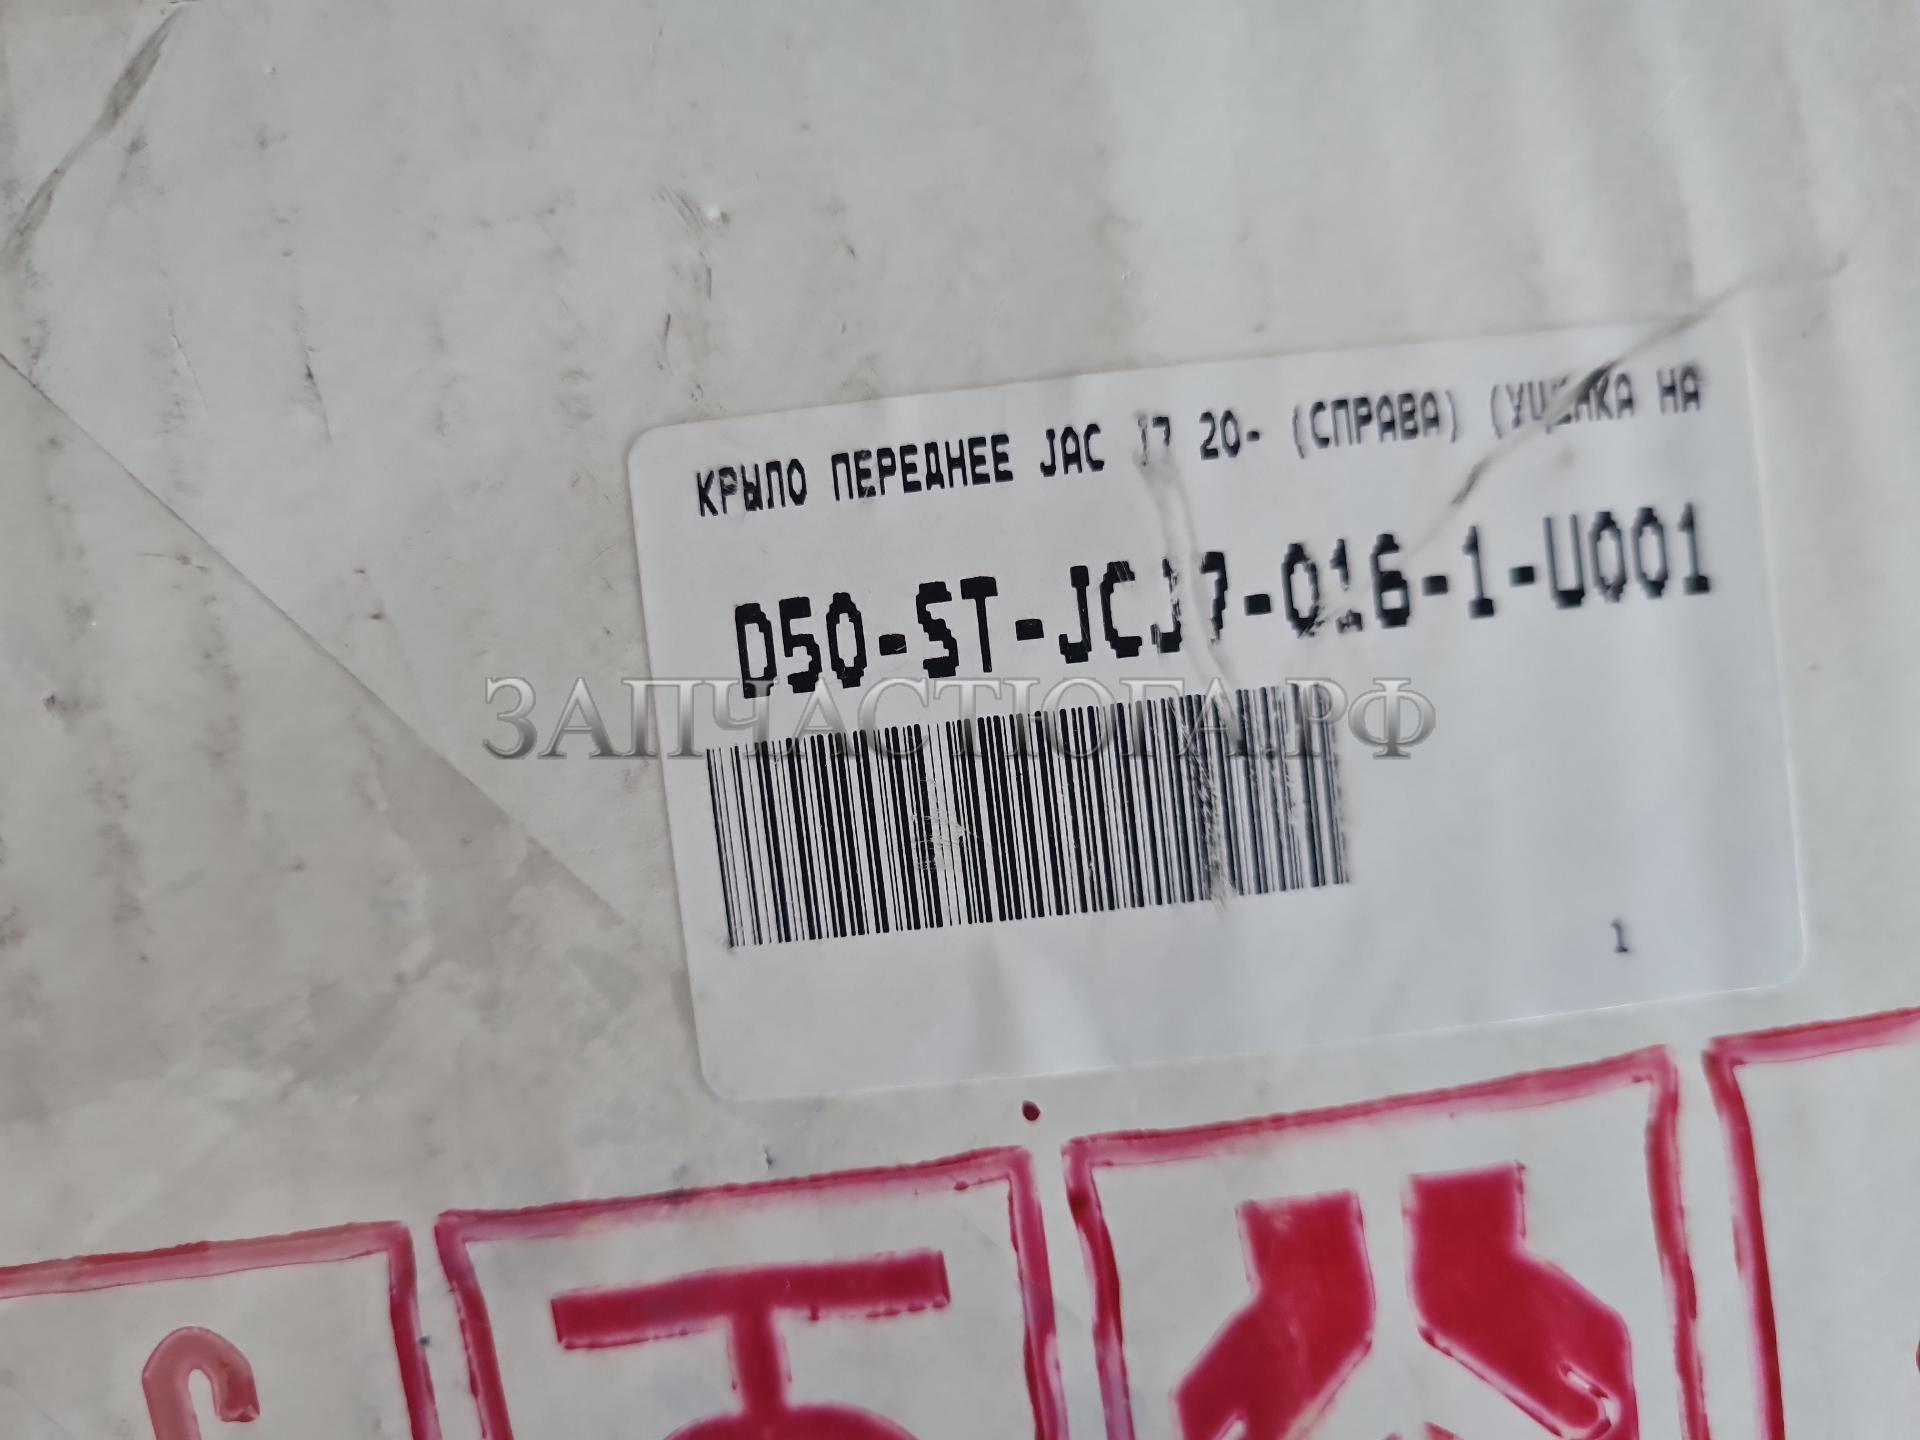 КРЫЛО ПЕРЕДНЕЕ JAC J7 20- (СПРАВА) (УЦЕНКА НА
D50-ST-JCJ7-016-1-U001
ЗАПЧАСТЮГА.РФ
1